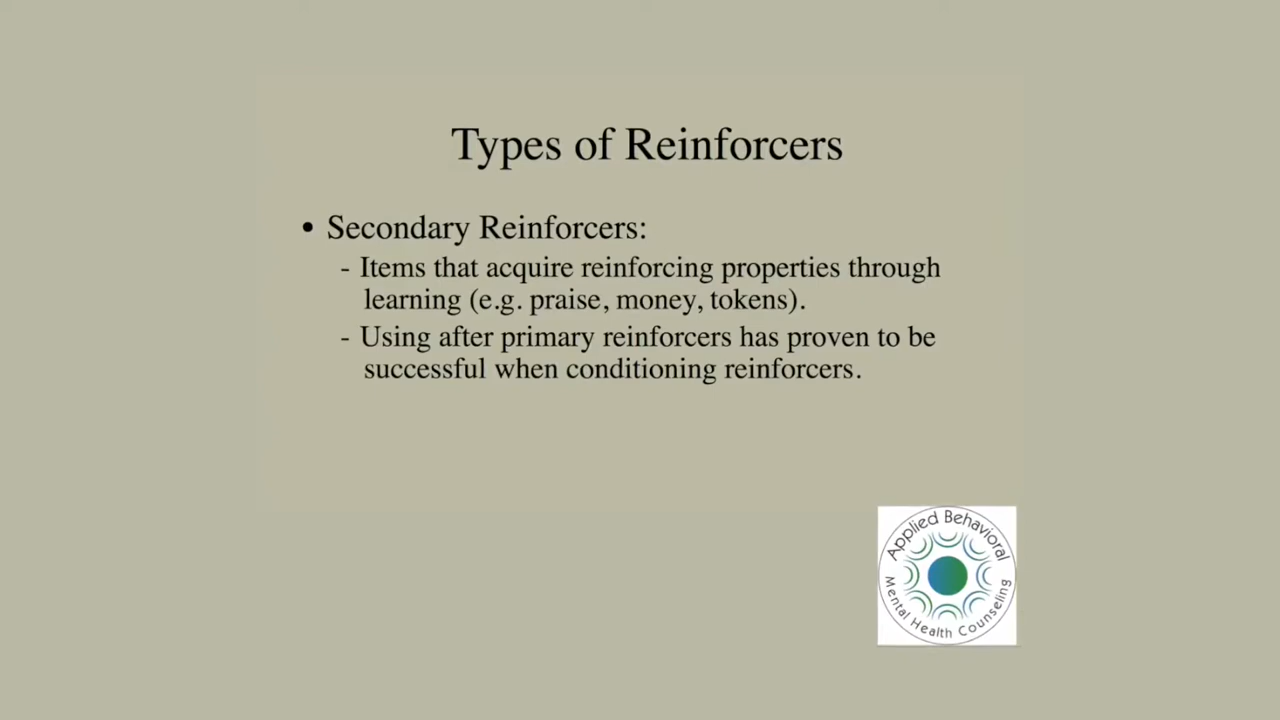 Types of Reinforcers
• Secondary Reinforcers:
- Items that acquire reinforcing properties through
learning (e.g. praise, money, tokens).
- Using after primary reinforcers has proven to be
successful when conditioning reinforcers.
Applied Behavioral
Mental Health Counseling